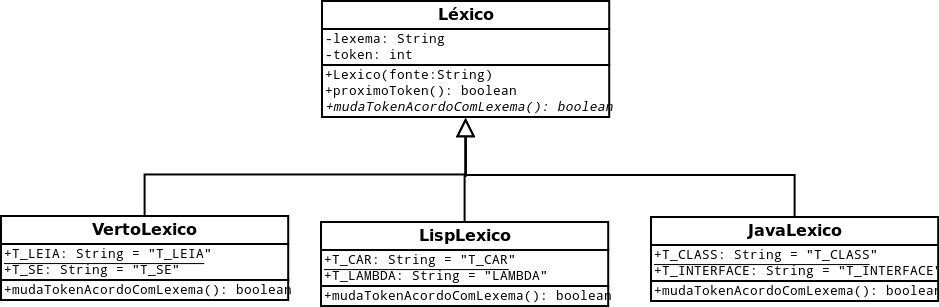 Léxico
-lexema: String
-token: int
+Lexico(fonte:String)
+proximoToken(): boolean
+mudaTokenAcordoComLexema(): boolean
VertoLexico
+T_LEIA: String = "T_LEIA"
+T_SE: String = "T_SE"
+mudaTokenAcordoComLexema(): boolean
LispLexico
+T_CAR: String = "T_CAR"
+T_LAMBDA: String = "LAMBDA"
+mudaTokenAcordoComLexema(): boolean
JavaLexico
+T_CLASS: String = "T_CLASS"
+T_INTERFACE: String = "T_INTERFACE"
+mudaTokenAcordoComLexema(): boolean